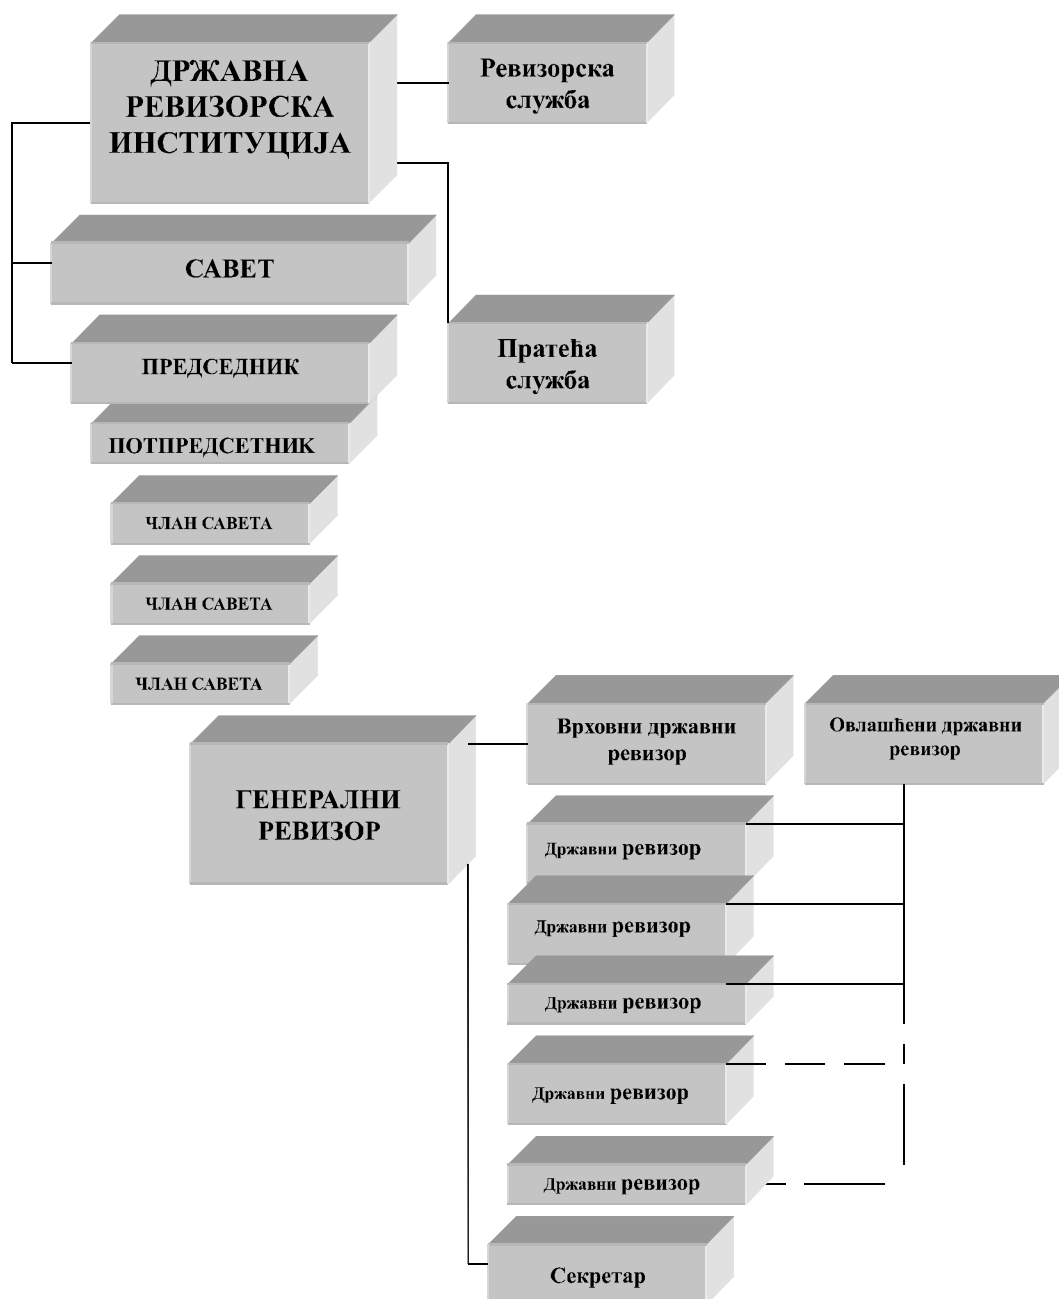 ДРЖАВНА
РЕВИЗОРСКА
ИНСТИТУЦИЈА
Ревизорска
служба
САВЕТ
Пратећа
служба
ПРЕДСЕДНИК
ПОТПРЕДСЕТНИК
ЧЛАН САВЕТА
ЧЛАН САВЕТА
ЧЛАН САВЕТА
ГЕНЕРАЛНИ
РЕВИЗОР
Врховни државни
ревизор
Овлашћени државни
ревизор
Државни ревизор
Државни ревизор
Државни ревизор
Државни ревизор
Државни ревизор
Секретар